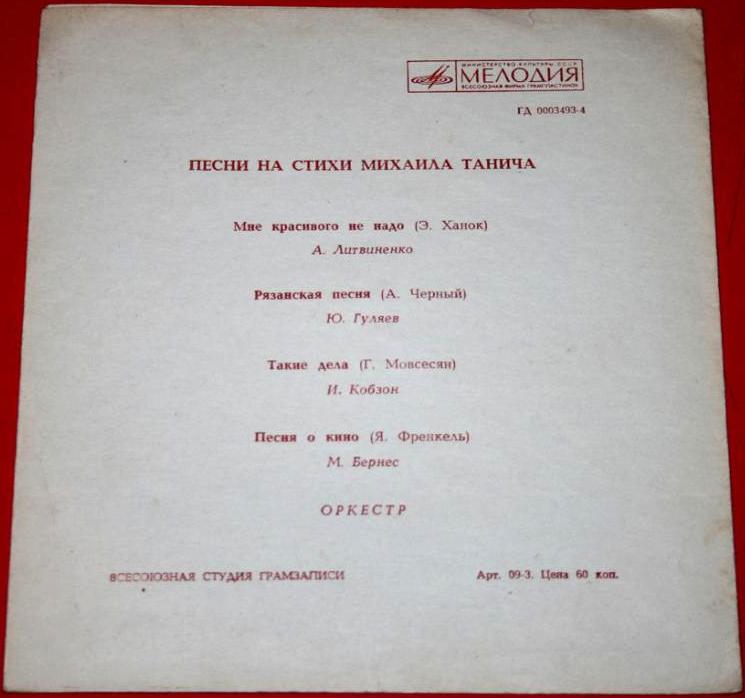 МИНИСТЕРСТВО КУЛЬТУРЫ СССР
МЕЛОДИЯ
ВСЕСОЮЗНАЯ ФИРМА ГРАМПЛАСТИНОК
ГД 0003493-4
ПЕСНИ НА СТИХИ МИХАИЛА ТАНИЧА
Мне красивого не надо (Э. Ханок)
А. Литвиненко
Рязанская песня (А. Черный)
Ю. Гуляев
Такие дела (Г. Мовсесян)
И. Кобзон
Песня о кино (Я. Френкель)
М. Бернес
ОРКЕСТР
ВСЕСОЮЗНАЯ СТУДИЯ ГРАМЗАПИСИ
Арт. 09-3. Цена 60 коп.